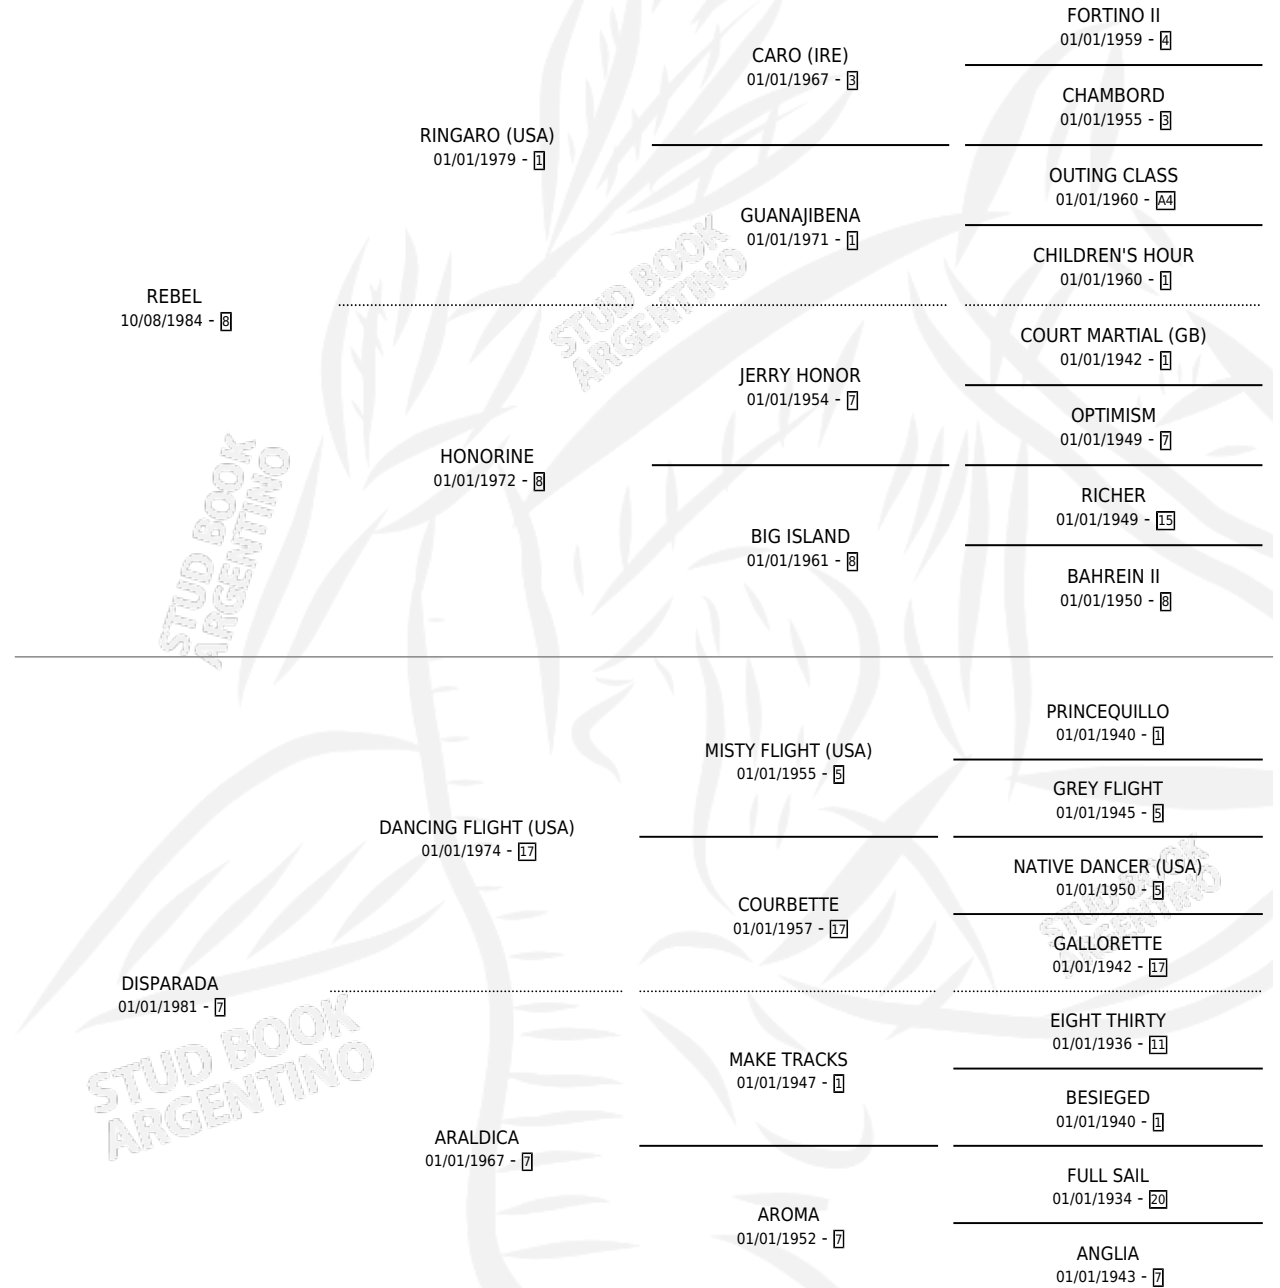 FORTINO II
01/01/1959 - 4
CARO (IRE)
01/01/1967 - 3
CHAMBORD
01/01/1955 - 3
RINGARO (USA)
01/01/1979 - 1
OUTING CLASS
01/01/1960 - A4
GUANAJIBENA
01/01/1971 - 1
CHILDREN'S HOUR
01/01/1960 - 1
REBEL
10/08/1984 - 8
COURT MARTIAL (GB)
01/01/1942 - 1
JERRY HONOR
01/01/1954 - 7
OPTIMISM
01/01/1949 - 7
HONORINE
01/01/1972 - 8
RICHER
01/01/1949 - 15
BIG ISLAND
01/01/1961 - 8
BAHREIN II
01/01/1950 - 8
PRINCEQUILLO
01/01/1940 - 1
MISTY FLIGHT (USA)
01/01/1955 - 5
GREY FLIGHT
01/01/1945 - 5
DANCING FLIGHT (USA)
01/01/1974 - 17
NATIVE DANCER (USA)
01/01/1950 - 5
COURBETTE
01/01/1957 - 17
GALLORETTE
01/01/1942 - 17
DISPARADA
01/01/1981 - 7
EIGHT THIRTY
01/01/1936 - 11
MAKE TRACKS
01/01/1947 - 1
BESIEGED
01/01/1940 - 1
ARALDICA
01/01/1967 - 7
FULL SAIL
01/01/1934 - 20
AROMA
01/01/1952 - 7
ANGLIA
01/01/1943 - 7
STUD BOOK
ARGENTINO
STUD BOOK
ARGENTINO
STUD BOOK
ARGENTINO
STUD BOOK
ARGENTINO